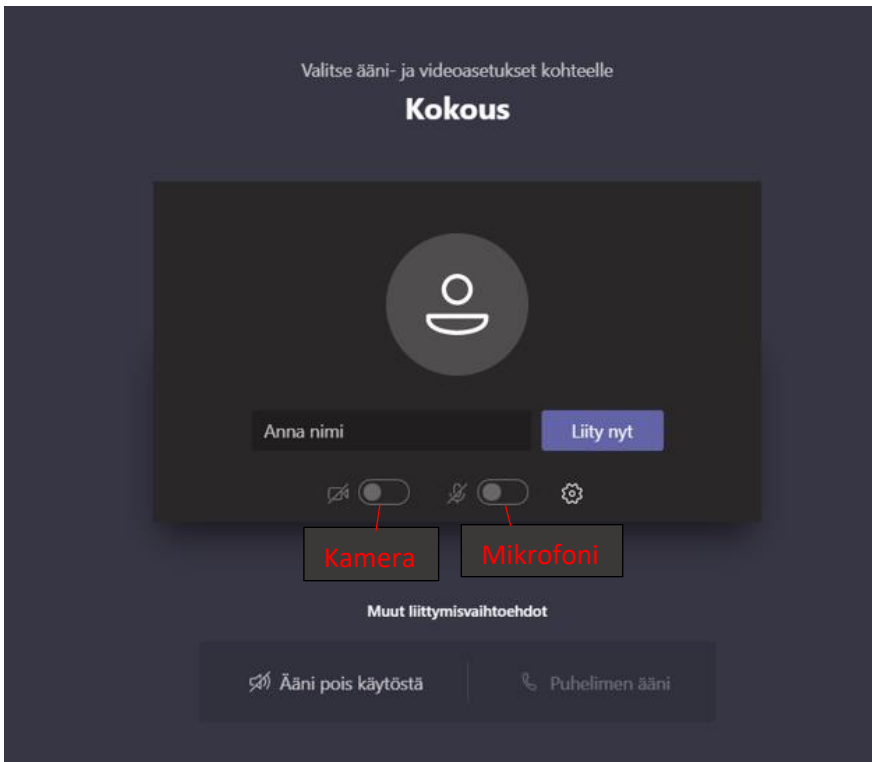 Valitse ääni- ja videoasetukset kohteelle
Kokous
Anna nimi
Liity nyt
Kamera
Mikrofoni
Muut liittymisvaihtoehdot
Ääni pois käytöstä
Puhelimen ääni